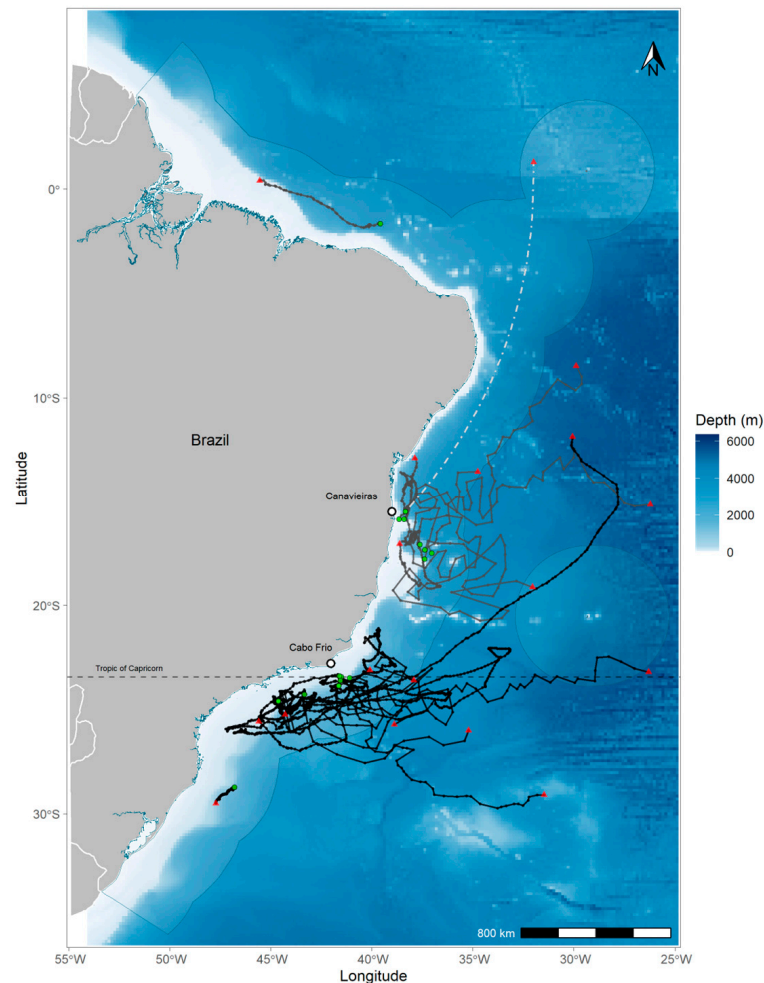 N
0°
10°S
20°S
30°S
Latitude
Brazil
Canavieiras
Cabo Frio
Tropic of Capricorn
Depth (m)
6000
4000
2000
0
800 km
55°W
50°W
45°W
40°W
35°W
30°W
25°W
Longitude